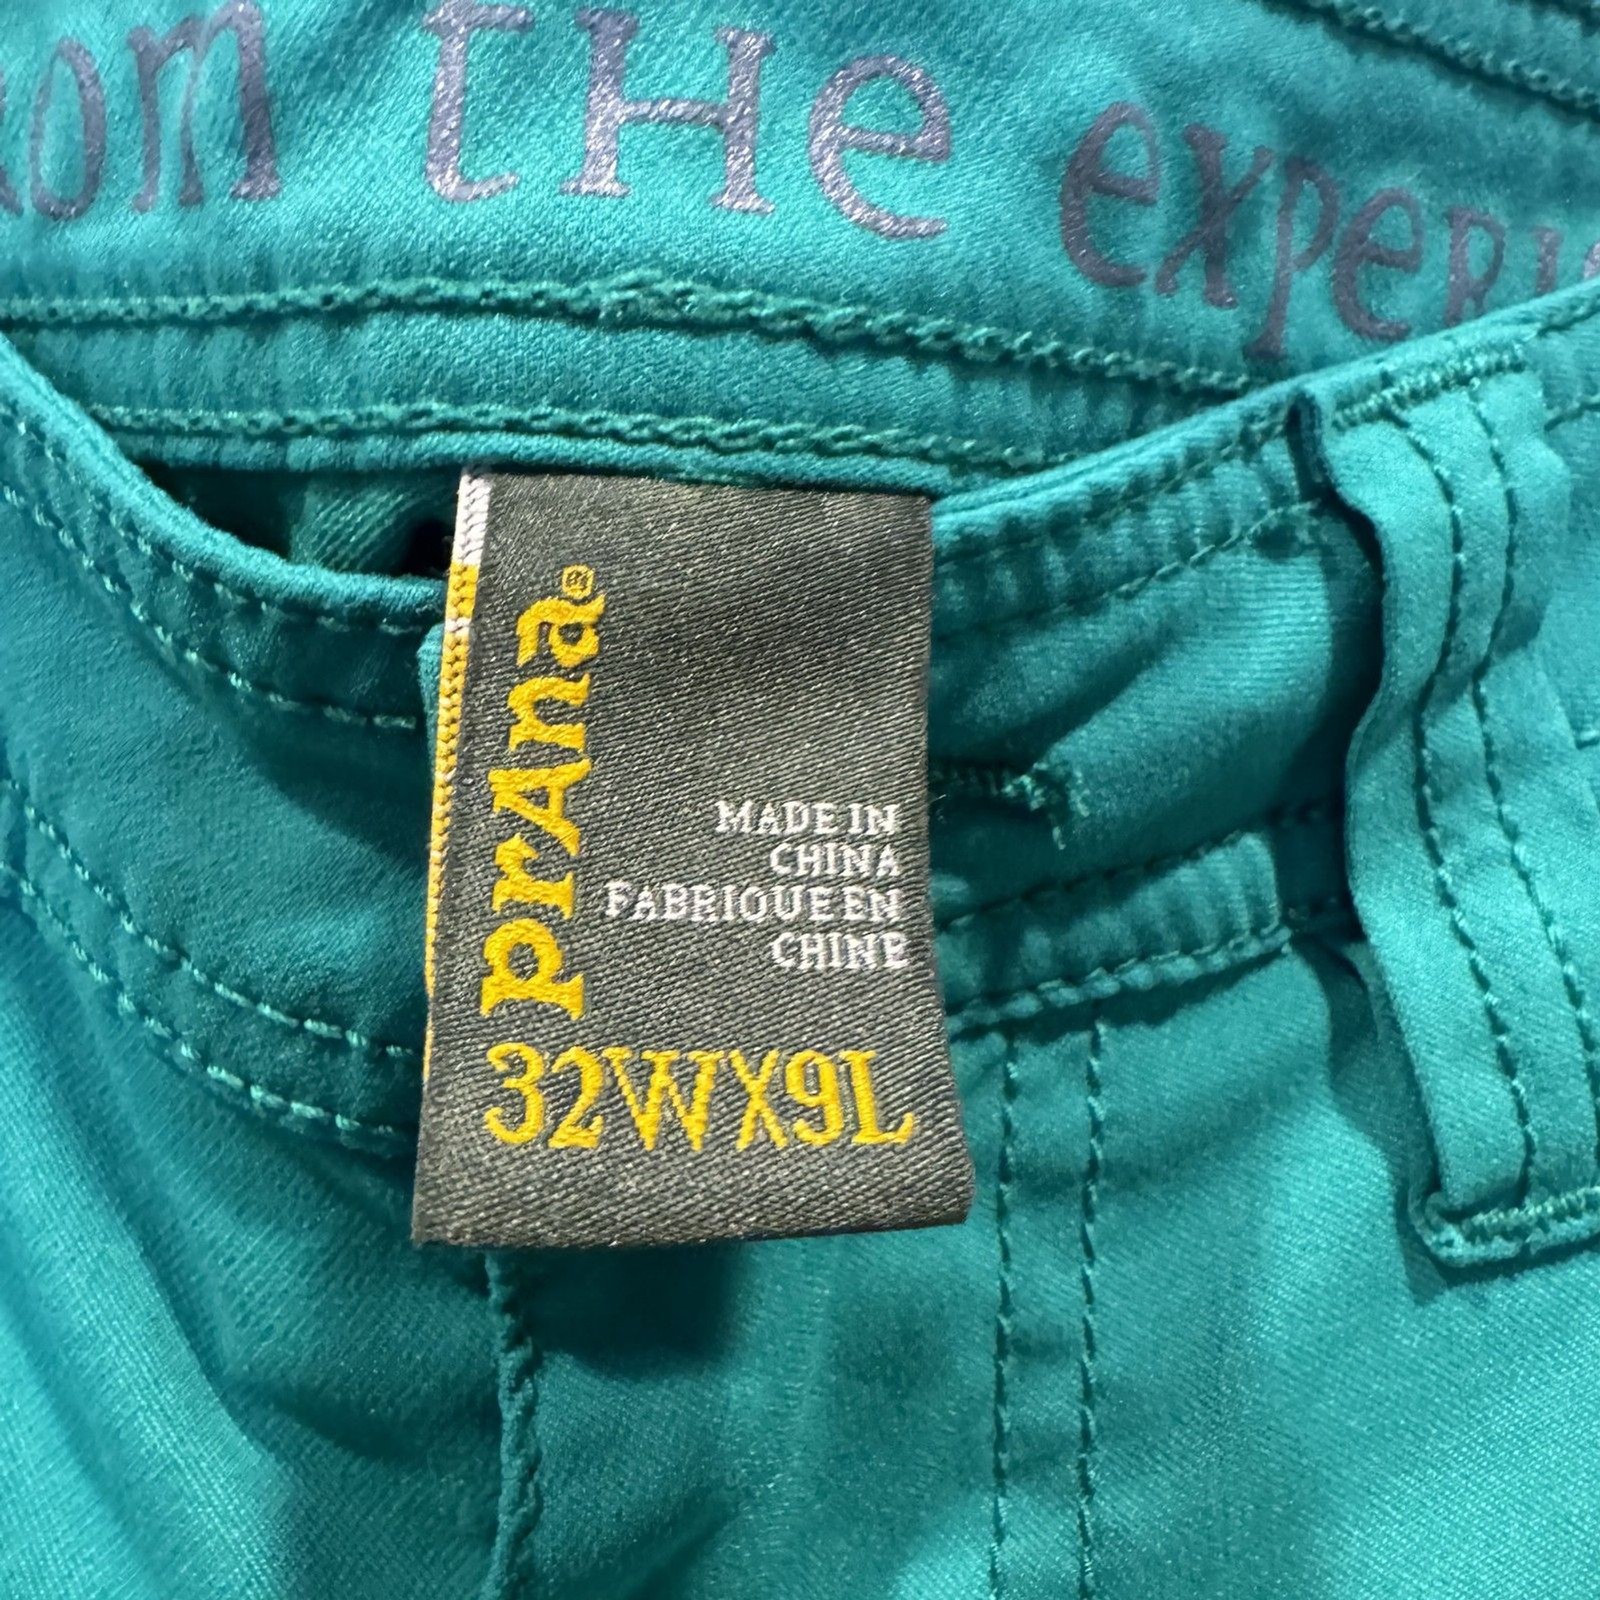 om tHe experi
prAna®
MADE IN
CHINA
FABRIQUE EN
CHINE
32WX9L